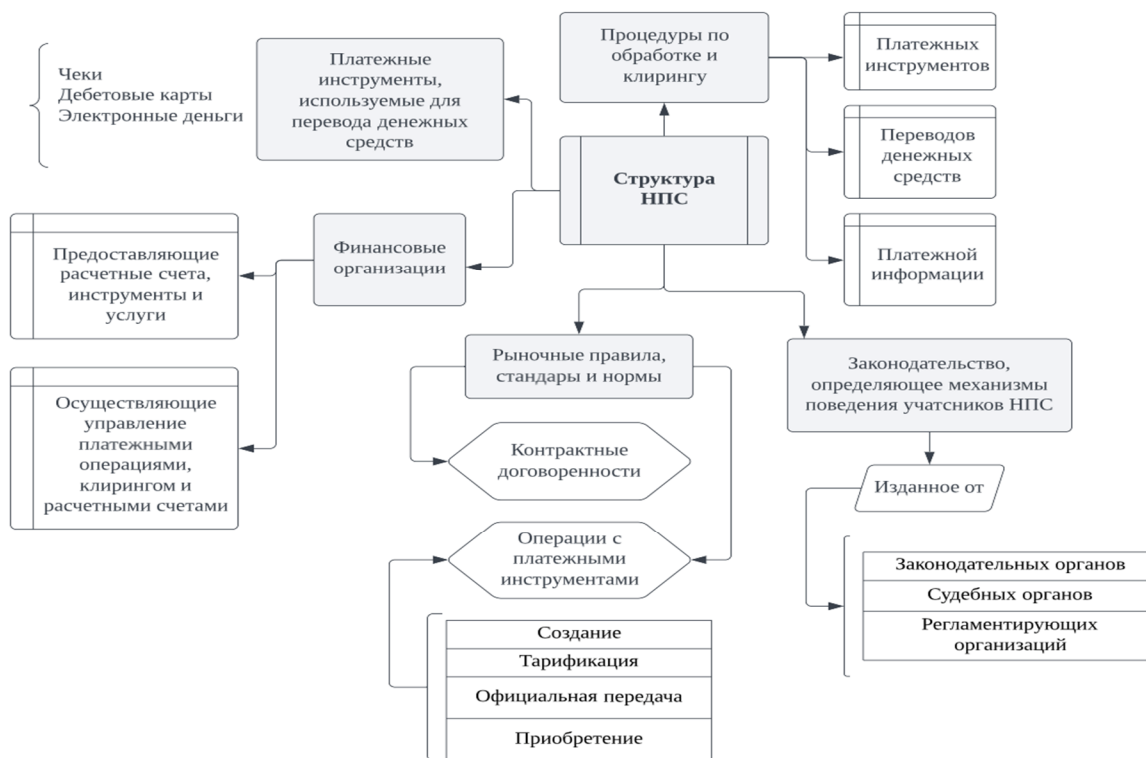 Чеки
Дебетовые карты
Электронные деньги
Платежные
инструменты,
используемые для
перевода денежных
средств
Процедуры по
обработке и
клирингу
Платежных
инструментов
Переводов
денежных
средств
Платежной
информации
Структура
НПС
Финансовые
организации
Предоставляющие
расчетные счета,
инструменты и
услуги
Осуществляющие
управление
платежными
операциями,
клирингом и
расчетными счетами
Рыночные правила,
стандары и нормы
Контрактные
договоренности
Операции с
платежными
инструментами
Создание
Тарификация
Официальная передача
Приобретение
Законодательство,
определяющее механизмы
поведения учатсников НПС
Изданное от
Законодательных органов
Судебных органов
Регламентирующих
организаций